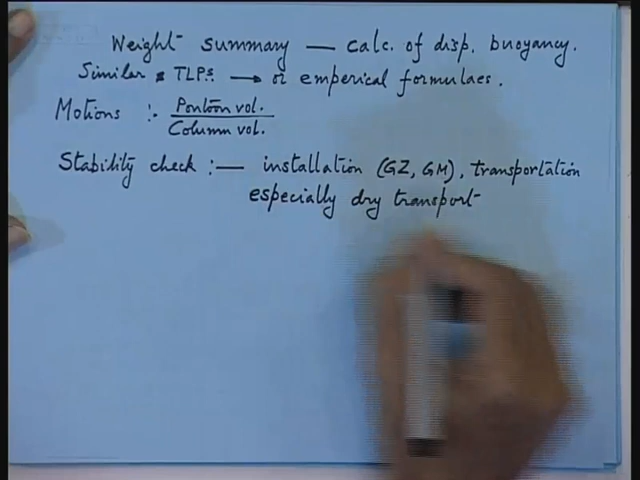 Weight summary — calc. of disp. buoyancy.
Similar TLPs. → or emperical formulaes.
Motions :- Pontoon vol. / Column vol.
Stability check :— installation (GZ, GM), transportation
especially dry transport